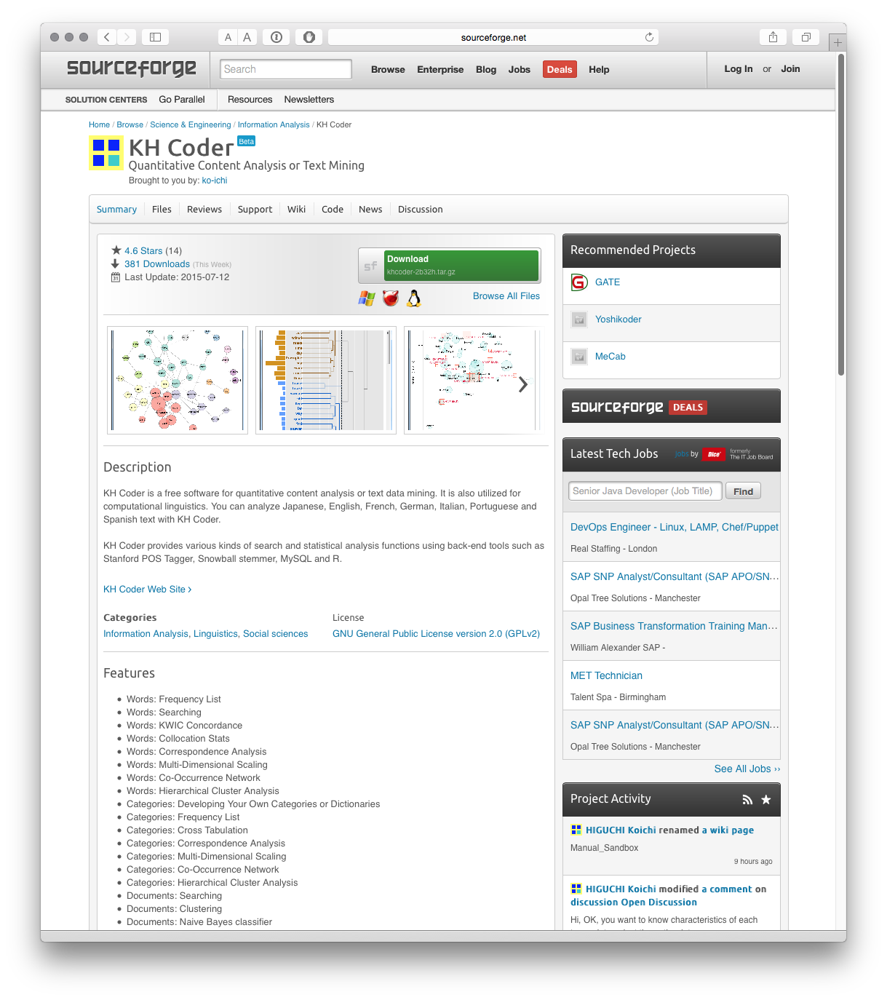 A A
sourceforge.net
sourceforge
Search
Browse Enterprise Blog Jobs Deals Help
Log In or Join
SOLUTION CENTERS Go Parallel Resources Newsletters
Home / Browse / Science & Engineering / Information Analysis / KH Coder
KH Coder Beta
Quantitative Content Analysis or Text Mining
Brought to you by: ko-ichi
Summary Files Reviews Support Wiki Code News Discussion
4.6 Stars (14)
381 Downloads (This Week)
31 Last Update: 2015-07-12
sf
Download
khcoder-2b32h.tar.gz
Browse All Files
Description
KH Coder is a free software for quantitative content analysis or text data mining. It is also utilized for
computational linguistics. You can analyze Japanese, English, French, German, Italian, Portuguese and
Spanish text with KH Coder.
KH Coder provides various kinds of search and statistical analysis functions using back-end tools such as
Stanford POS Tagger, Snowball stemmer, MySQL and R.
KH Coder Web Site >
Categories
Information Analysis, Linguistics, Social sciences
License
GNU General Public License version 2.0 (GPLv2)
Features
• Words: Frequency List
• Words: Searching
• Words: KWIC Concordance
• Words: Collocation Stats
• Words: Correspondence Analysis
• Words: Multi-Dimensional Scaling
• Words: Co-Occurrence Network
• Words: Hierarchical Cluster Analysis
• Categories: Developing Your Own Categories or Dictionaries
• Categories: Frequency List
• Categories: Cross Tabulation
• Categories: Correspondence Analysis
• Categories: Multi-Dimensional Scaling
• Categories: Co-Occurrence Network
• Categories: Hierarchical Cluster Analysis
• Documents: Searching
• Documents: Clustering
• Documents: Naive Bayes classifier
Recommended Projects
GATE
Yoshikoder
MeCab
sourceforge DEALS
Latest Tech Jobs jobs by Dice formerly
The IT Job Board
Senior Java Developer (Job Title) Find
DevOps Engineer - Linux, LAMP, Chef/Puppet
Real Staffing - London
SAP SNP Analyst/Consultant (SAP APO/SN...
Opal Tree Solutions - Manchester
SAP Business Transformation Training Man...
William Alexander SAP -
MET Technician
Talent Spa - Birmingham
SAP SNP Analyst/Consultant (SAP APO/SN...
Opal Tree Solutions - Manchester
See All Jobs ››
Project Activity
HIGUCHI Koichi renamed a wiki page
Manual_Sandbox
9 hours ago
HIGUCHI Koichi modified a comment on
discussion Open Discussion
Hi, OK, you want to know characteristics of each